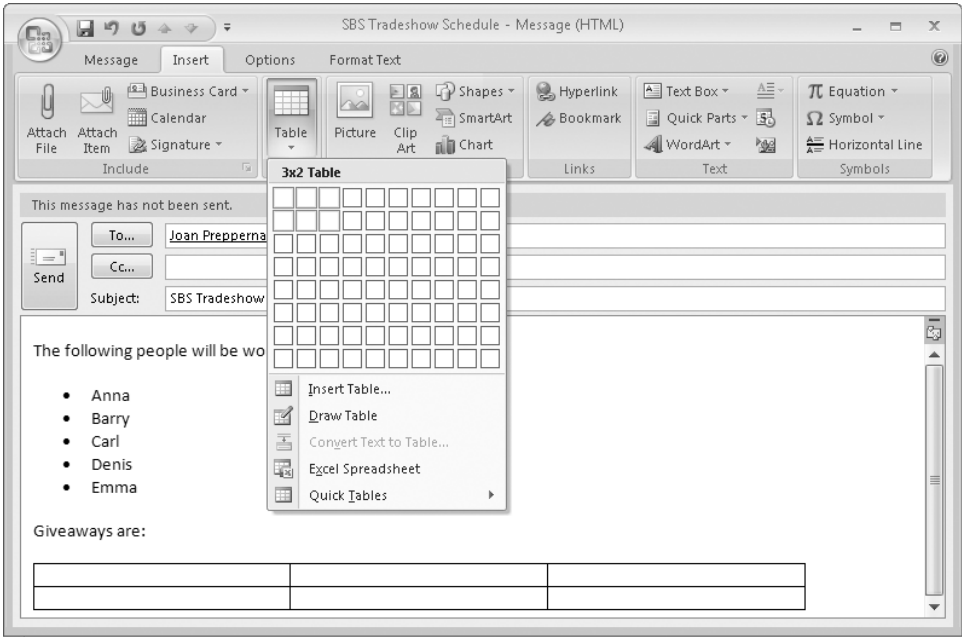 SBS Tradeshow Schedule - Message (HTML)
Message Insert Options Format Text
Attach File
Attach Item
Business Card
Calendar
Signature
Include
Table
Picture
Clip Art
Shapes
SmartArt
Chart
Hyperlink
Bookmark
Links
Text Box
Quick Parts
WordArt
Text
π Equation
Ω Symbol
Horizontal Line
Symbols
3x2 Table
This message has not been sent.
Send
To... Joan Prepperna
Cc...
Subject: SBS Tradeshow
The following people will be wo
• Anna
• Barry
• Carl
• Denis
• Emma
Insert Table...
Draw Table
Convert Text to Table...
Excel Spreadsheet
Quick Tables
Giveaways are: